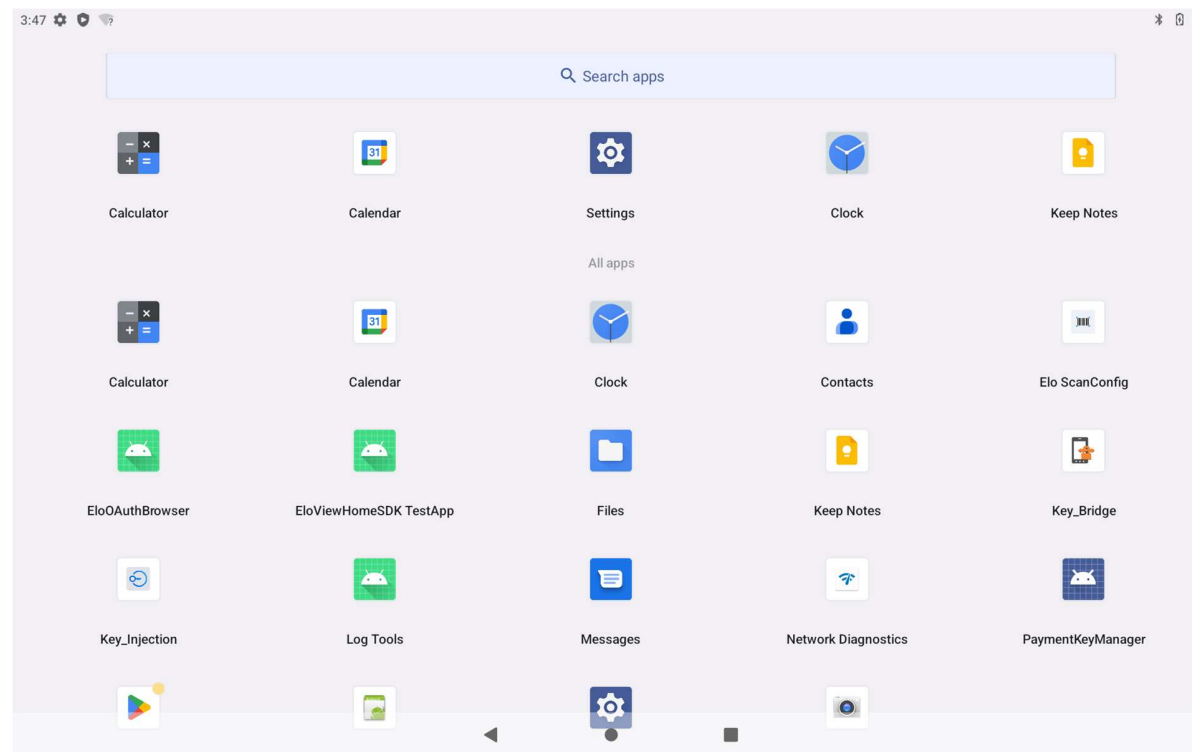 3:47
Search apps
Calculator Calendar Settings Clock Keep Notes
All apps
Calculator Calendar Clock Contacts Elo ScanConfig
EloOAuthBrowser EloViewHomeSDK TestApp Files Keep Notes Key_Bridge
Key_Injection Log Tools Messages Network Diagnostics PaymentKeyManager